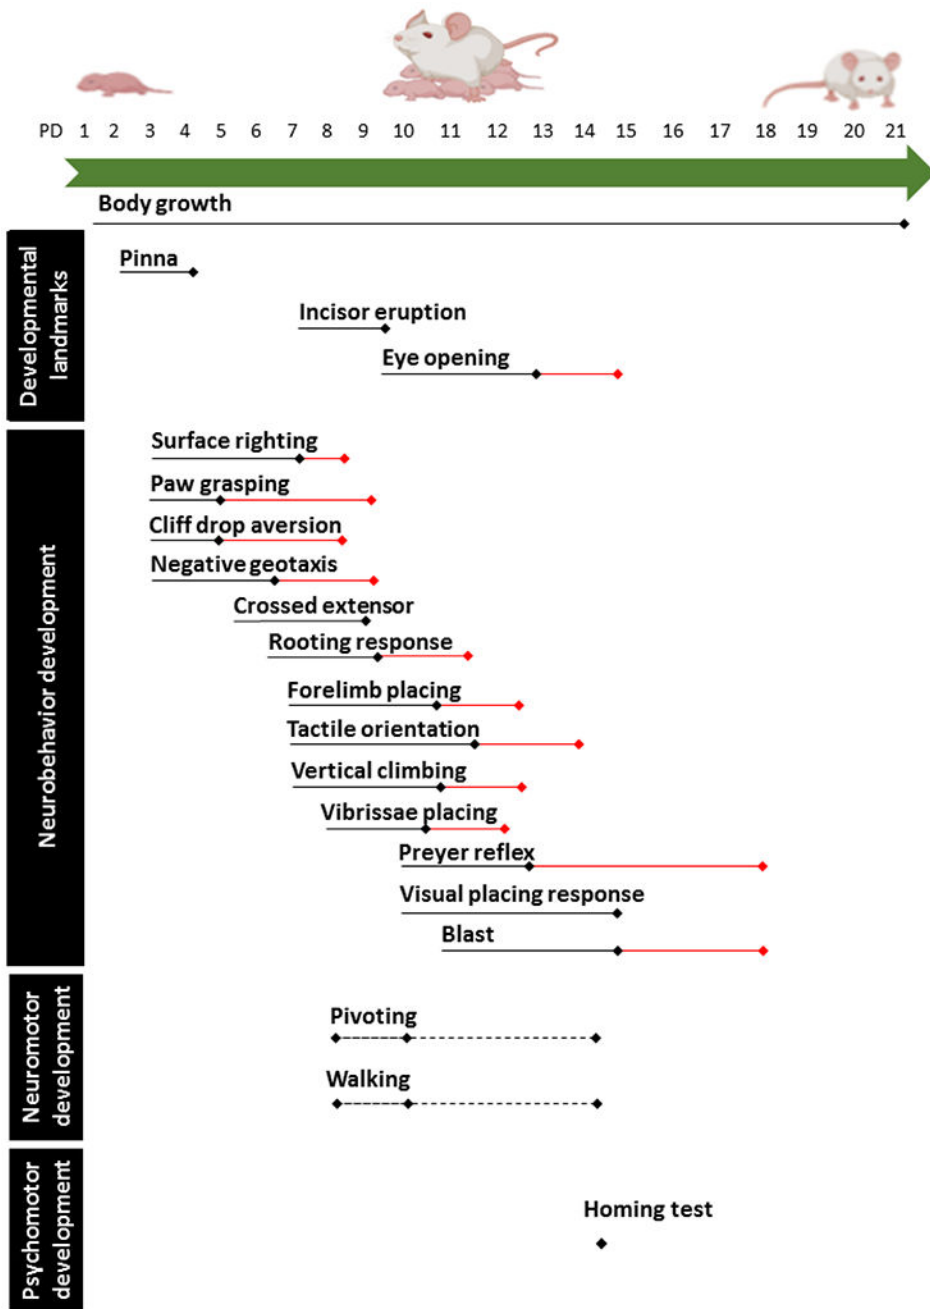 PD 1 2 3 4 5 6 7 8 9 10 11 12 13 14 15 16 17 18 19 20 21
Body growth
Developmental
landmarks
Pinna
Incisor eruption
Eye opening
Neurobehavior development
Surface righting
Paw grasping
Cliff drop aversion
Negative geotaxis
Crossed extensor
Rooting response
Forelimb placing
Tactile orientation
Vertical climbing
Vibrissae placing
Preyer reflex
Visual placing response
Blast
Neuromotor
development
Pivoting
Walking
Psychomotor
development
Homing test